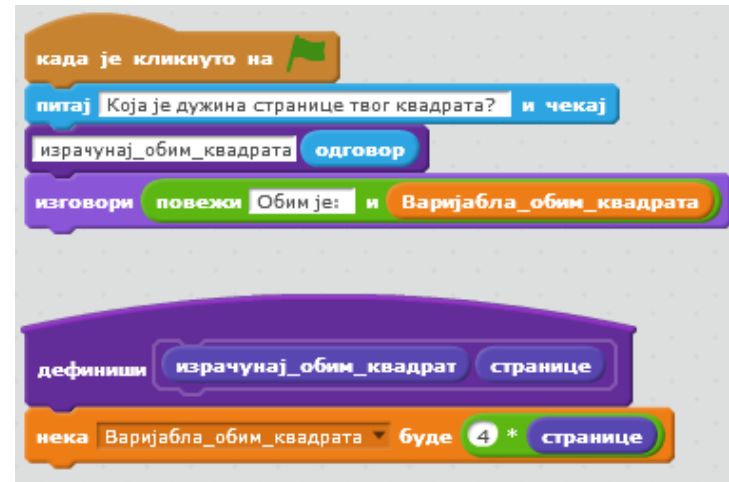 када је кликнуто на
питај Која је дужина странице твог квадрата? и чекај
израчунај_обим_квадрата одговор
изговори повежи Обим је: и Варијабла_обим_квадрата
дефиниши израчунај_обим_квадрат странице
нека Варијабла_обим_квадрата буде 4 * странице